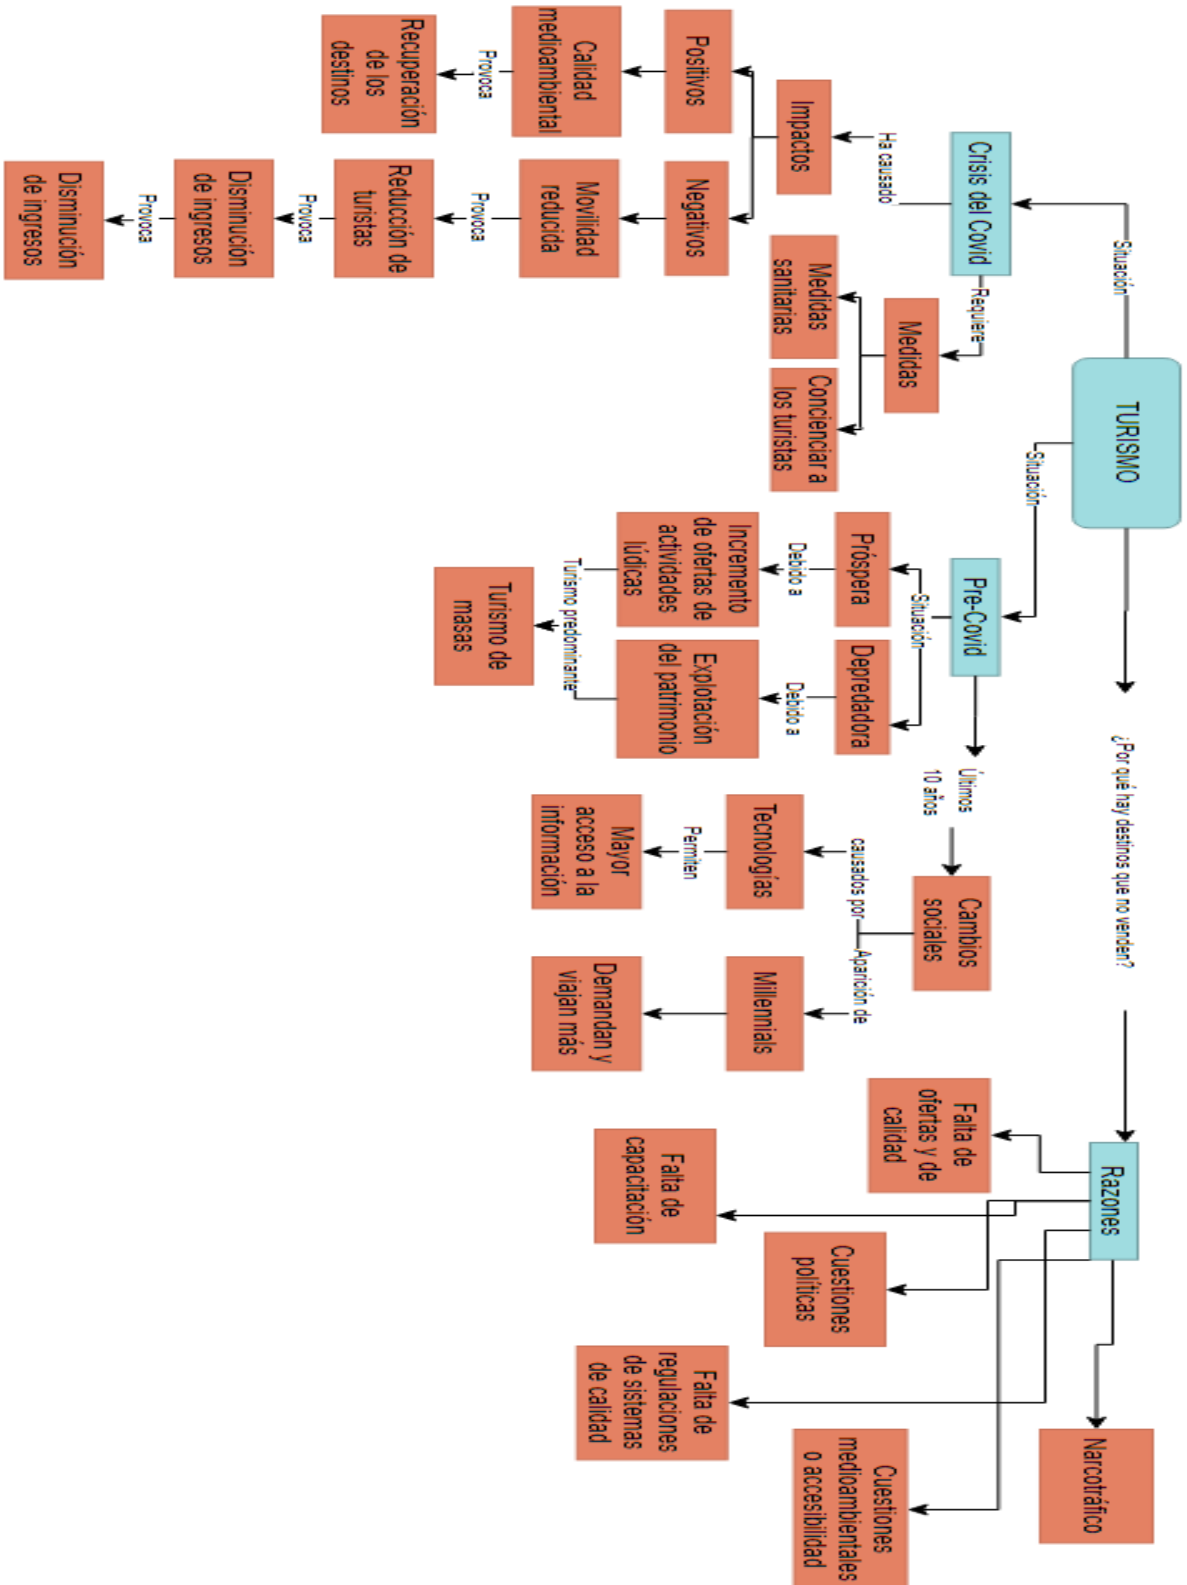 TURISMO
Situación
Situación
¿Por qué hay destinos que no venden?
Crisis del Covid
Ha causado
Requiere
Impactos
Positivos
Negativos
Calidad
medioambiental
Provoca
Recuperación
de los
destinos
Movilidad
reducida
Provoca
Reducción de
turistas
Provoca
Disminución
de ingresos
Provoca
Disminución
de ingresos
Medidas
Medidas
sanitarias
Concienciar a
los turistas
Pre-Covid
Situación
Próspera
Depredadora
Debido a
Debido a
Incremento
de ofertas de
actividades
lúdicas
Explotación
del patrimonio
Turismo predominante
Turismo de
masas
Últimos
10 años
Cambios
sociales
causados por
Aparición de
Tecnologías
Millennials
Permiten
Mayor
acceso a la
información
Demandan y
viajan más
Razones
Falta de
ofertas y de
calidad
Falta de
capacitación
Cuestiones
políticas
Falta de
regulaciones
de sistemas
de calidad
Cuestiones
medioambientales
o accesibilidad
Narcotráfico